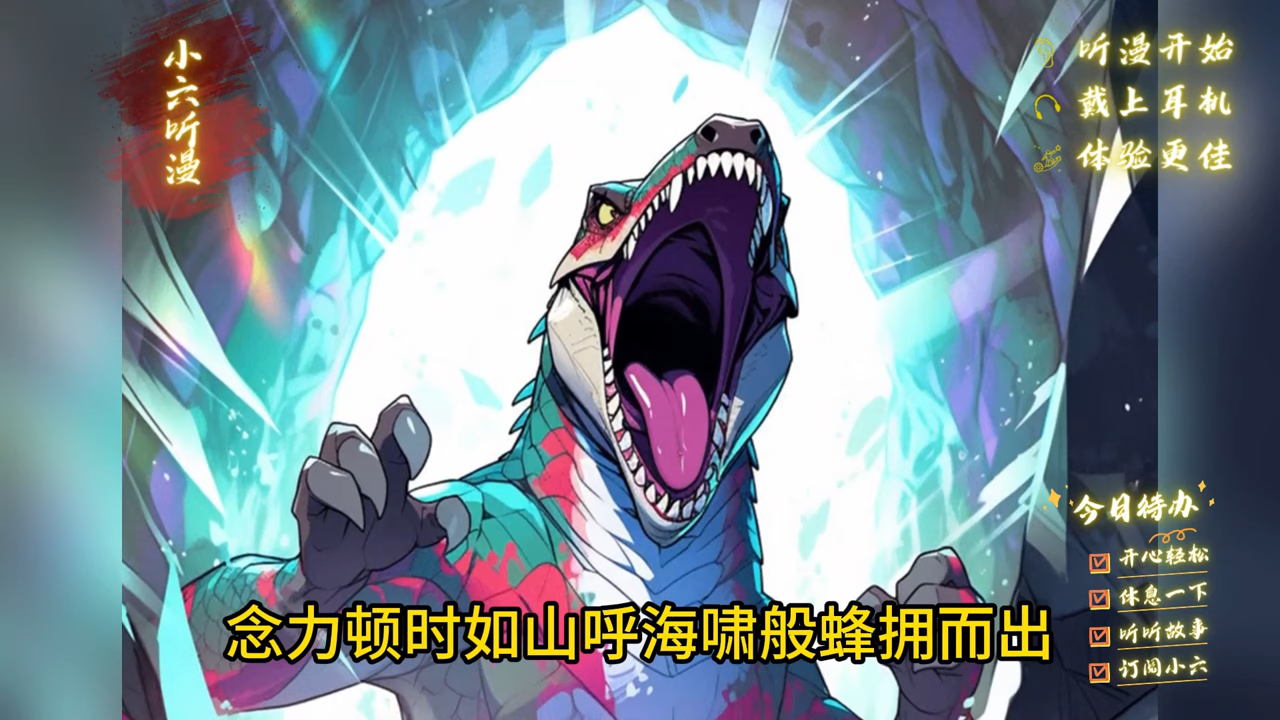 小六听漫
听漫开始
戴上耳机
体验更佳
今日待办
开心轻松
休息一下
听听故事
订阅小六
念力顿时如山呼海啸般蜂拥而出